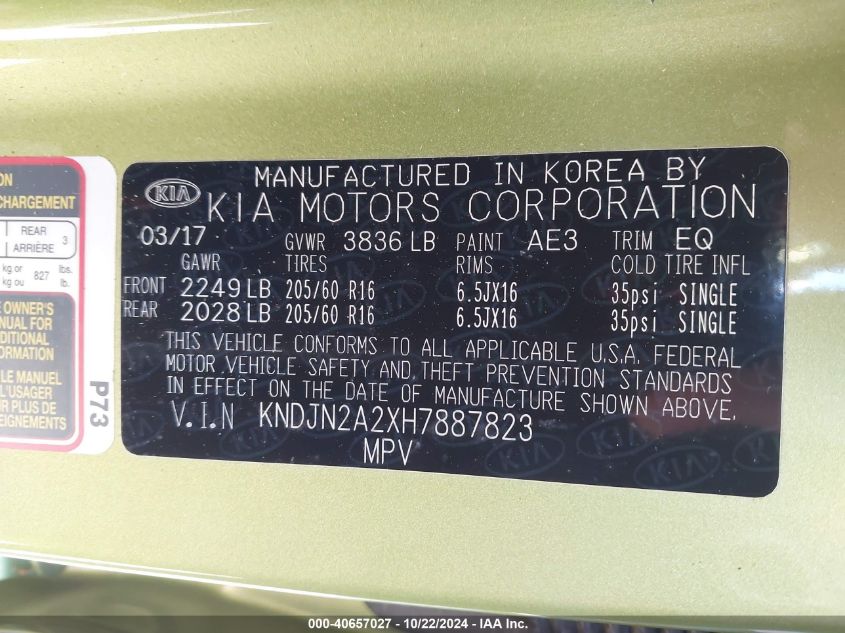 ON
CHARGEMENT
REAR 3
ARRIÈRE
kg or 827 lbs.
kg ou lb.
E OWNER'S
NUAL FOR
DITIONAL
ORMATION
LE MANUEL
L'USAGER
R PLUS DE
EIGNEMENTS
P73
KIA
MANUFACTURED IN KOREA BY
KIA MOTORS CORPORATION
03/17 GVWR 3836 LB PAINT AE3 TRIM EQ
GAWR TIRES RIMS COLD TIRE INFL
FRONT 2249 LB 205/60 R16 6.5JX16 35psi SINGLE
REAR 2028 LB 205/60 R16 6.5JX16 35psi SINGLE
THIS VEHICLE CONFORMS TO ALL APPLICABLE U.S.A. FEDERAL
MOTOR VEHICLE SAFETY AND THEFT PREVENTION STANDARDS
IN EFFECT ON THE DATE OF MANUFACTURE SHOWN ABOVE.
V.I.N KNDJN2A2XH7887823
MPV
000-40657027 - 10/22/2024 - IAA Inc.